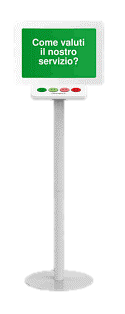 Come valuti
il nostro
servizio?